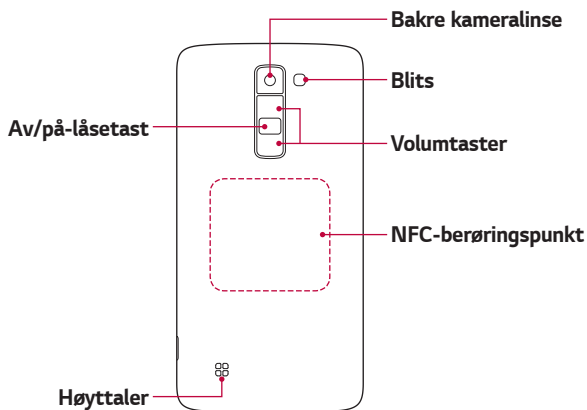 Bakre kameralinse
Blits
Av/på-låsetast
Volumtaster
NFC-berøringspunkt
Høyttaler